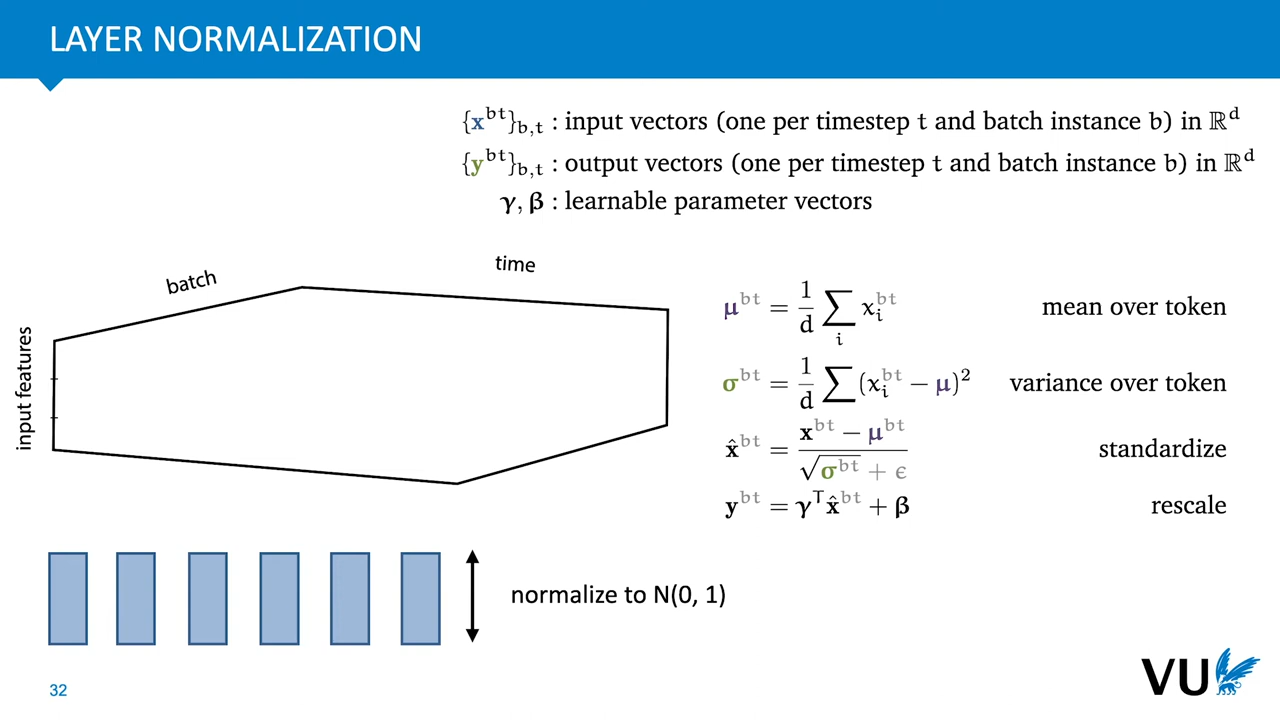 LAYER NORMALIZATION
{x^bt}_b,t : input vectors (one per timestep t and batch instance b) in ℝ^d
{y^bt}_b,t : output vectors (one per timestep t and batch instance b) in ℝ^d
γ, β : learnable parameter vectors
batch
time
input features
μ^bt = 1/d ∑_i x_i^bt mean over token
σ^bt = 1/d ∑ (x_i^bt − μ)^2 variance over token
x̂^bt = (x^bt − μ^bt) / (√σ^bt + ϵ) standardize
y^bt = γ^T x̂^bt + β rescale
normalize to N(0, 1)
32
VU